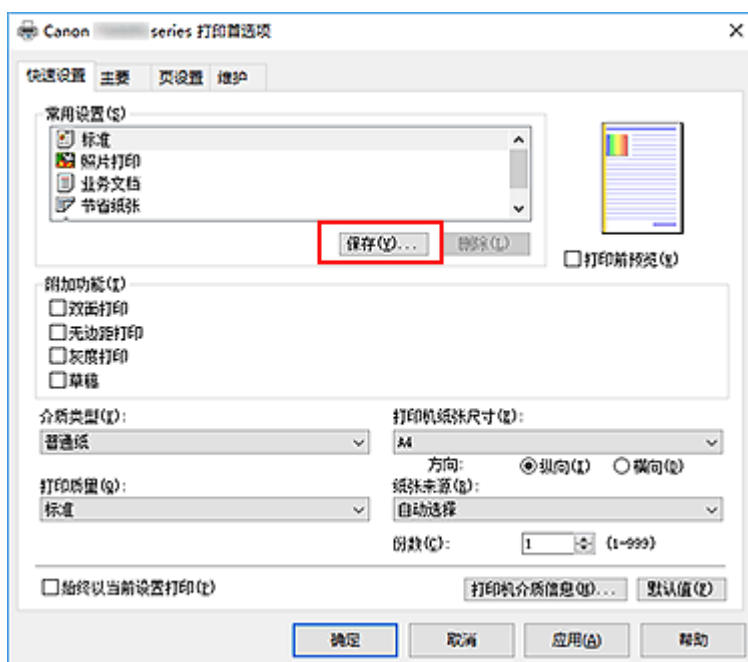 Canon series 打印首选项
快速设置 主要 页设置 维护
常用设置(S)
标准
照片打印
业务文档
节省纸张
保存(V)... 删除(L)
打印前预览(W)
附加功能(I)
双面打印
无边距打印
灰度打印
草稿
介质类型(X): 打印机纸张尺寸(Z):
普通纸 A4
方向: 纵向(I) 横向(D)
打印质量(Q): 纸张来源(B):
标准 自动选择
份数(C): 1 (1-999)
始终以当前设置打印(P)
打印机介质信息(M)... 默认值(F)
确定 取消 应用(A) 帮助